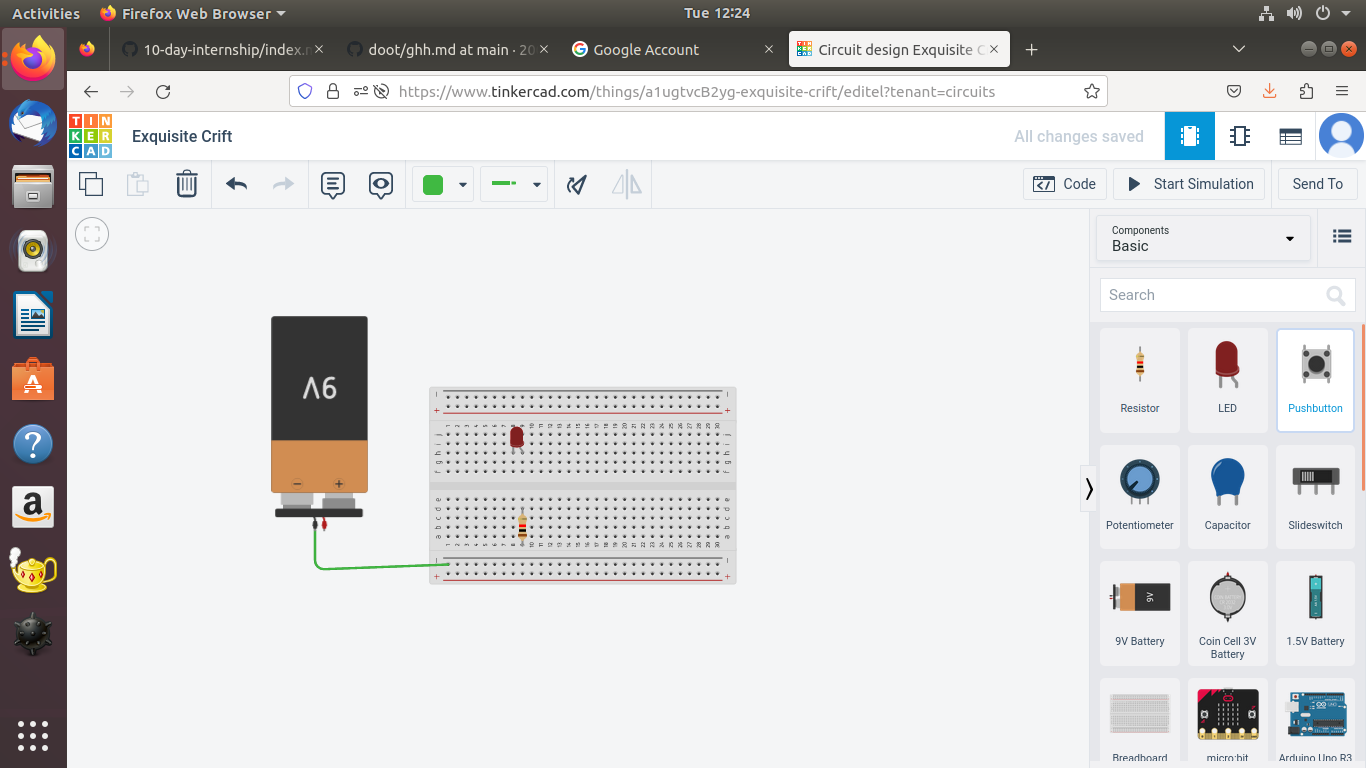 Activities
Firefox Web Browser
Tue 12:24
10-day-internship/index.m
doot/ghh.md at main · 20
Google Account
Circuit design Exquisite C
https://www.tinkercad.com/things/a1ugtvcB2yg-exquisite-crift/editel?tenant=circuits
TIN
KER
CAD
Exquisite Crift
All changes saved
Code
Start Simulation
Send To
Components
Basic
Search
Resistor
LED
Pushbutton
Potentiometer
Capacitor
Slideswitch
9V
9V Battery
Coin Cell 3V
Battery
1.5V Battery
Breadboard
micro:bit
Arduino Uno R3
9V
− +